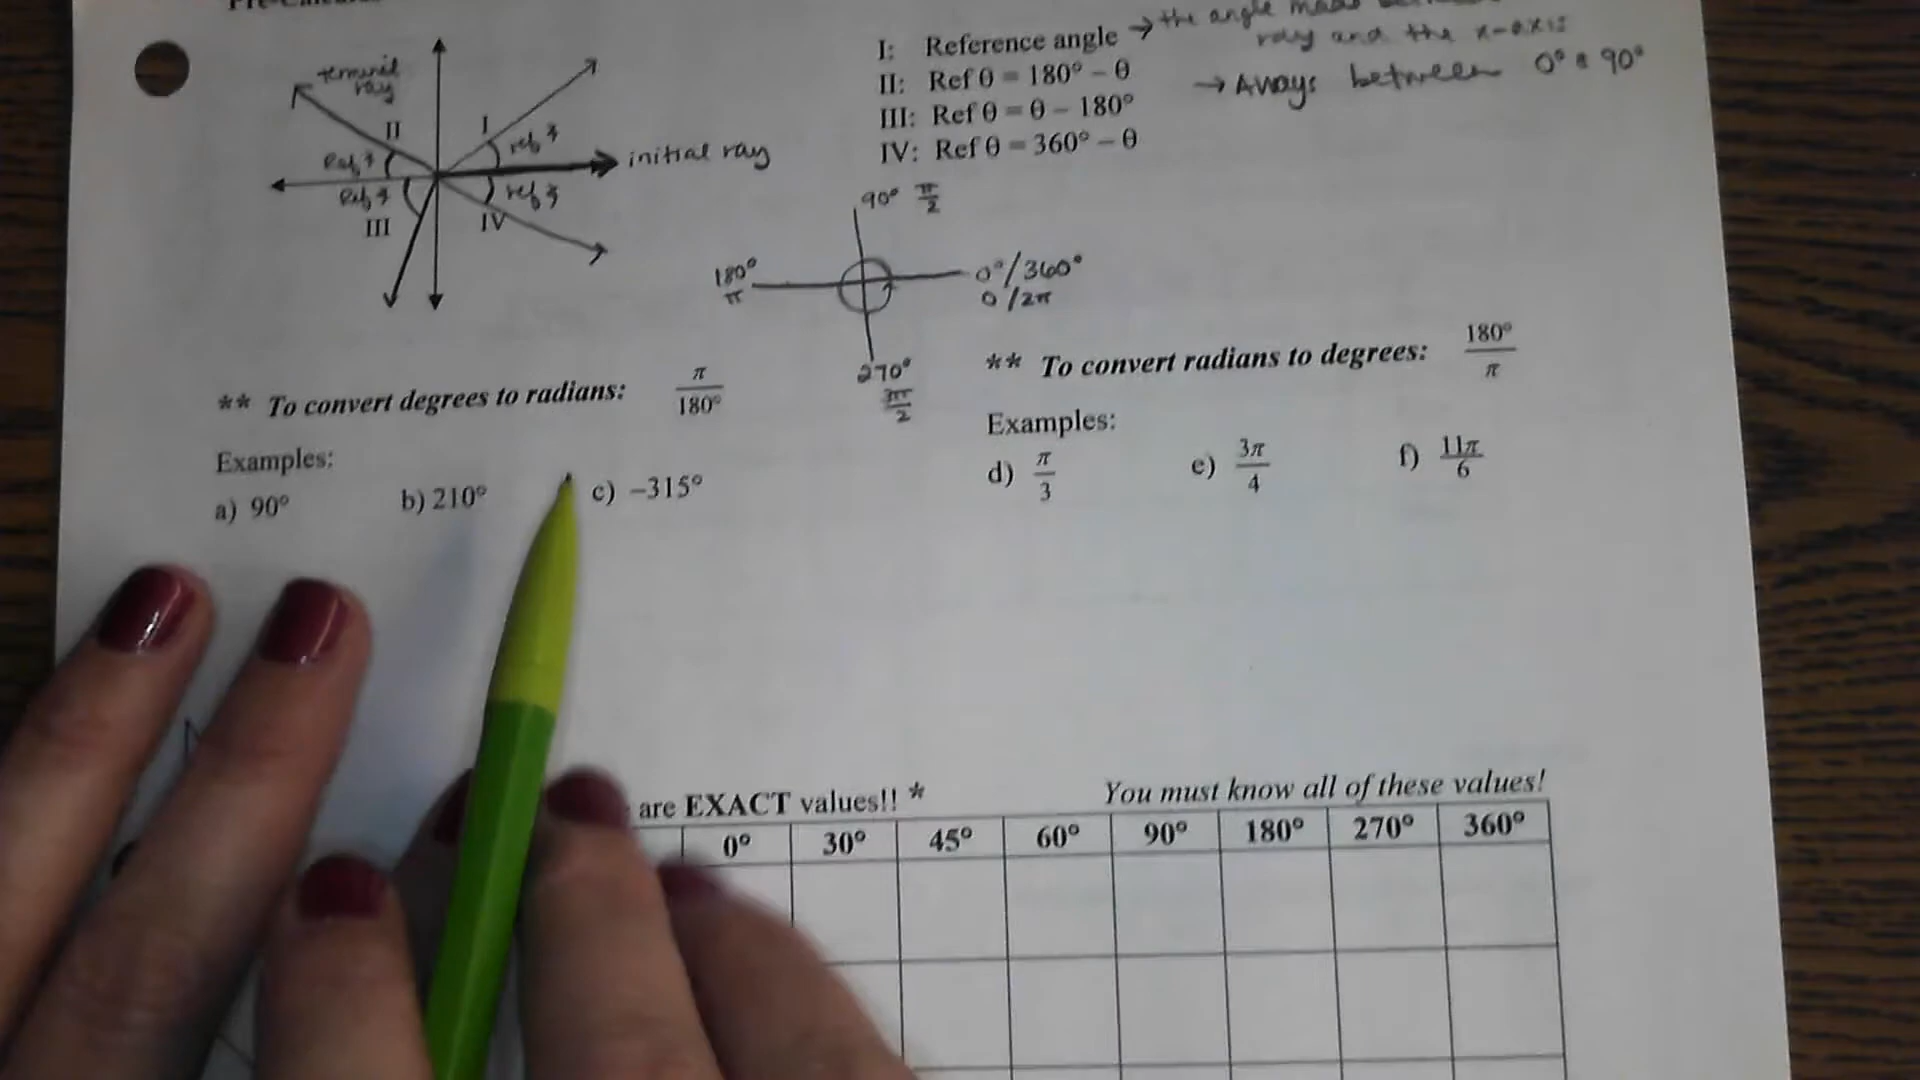 I: Reference angle → the angle made
ray and the x-axis
II: Ref θ = 180° − θ
→ Always between 0° & 90°
III: Ref θ = θ − 180°
IV: Ref θ = 360° − θ
terminal
ray
II
I
ref ∡
Ref ∡
initial ray
Ref ∡
ref ∡
III
IV
90° π/2
180°
π
0°/360°
0/2π
270°
3π/2
** To convert degrees to radians: π/180°
** To convert radians to degrees: 180°/π
Examples:
a) 90° b) 210° c) −315°
Examples:
d) π/3 e) 3π/4 f) 11π/6
are EXACT values!! * You must know all of these values!
0° 30° 45° 60° 90° 180° 270° 360°